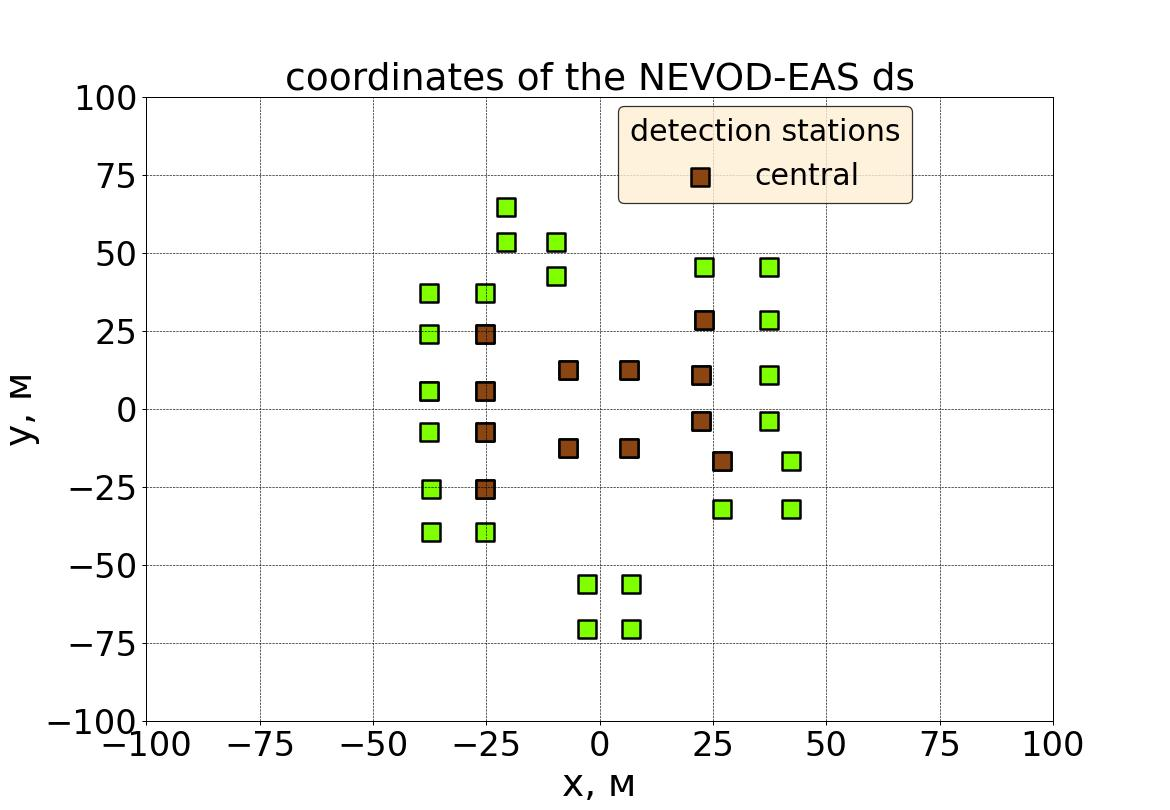 coordinates of the NEVOD-EAS ds
detection stations
central
100
75
50
25
0
−25
−50
−75
−100
−100 −75 −50 −25 0 25 50 75 100
у, м
х, м